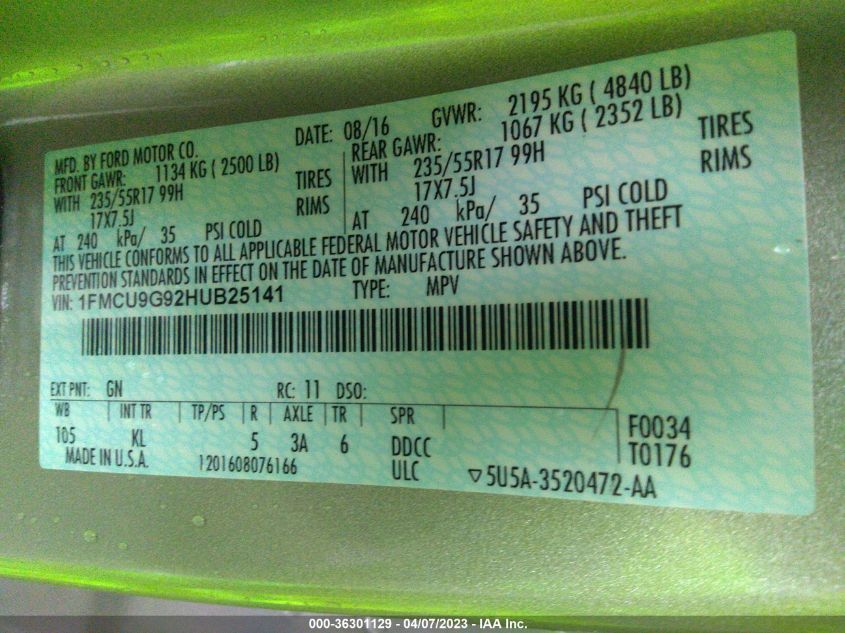 MFD. BY FORD MOTOR CO.
DATE: 08/16 GVWR: 2195 KG ( 4840 LB)
FRONT GAWR: 1134 KG ( 2500 LB) REAR GAWR: 1067 KG ( 2352 LB)
WITH 235/55R17 99H TIRES WITH 235/55R17 99H TIRES
17X7.5J RIMS 17X7.5J RIMS
AT 240 kPa/ 35 PSI COLD AT 240 kPa/ 35 PSI COLD
THIS VEHICLE CONFORMS TO ALL APPLICABLE FEDERAL MOTOR VEHICLE SAFETY AND THEFT
PREVENTION STANDARDS IN EFFECT ON THE DATE OF MANUFACTURE SHOWN ABOVE.
VIN: 1FMCU9G92HUB25141 TYPE: MPV
EXT PNT: GN RC: 11 DSO:
WB INT TR TP/PS R AXLE TR SPR
105 KL 5 3A 6 DDCC F0034
MADE IN U.S.A. 1201608076166 ULC T0176
5U5A-3520472-AA
000-36301129 - 04/07/2023 - IAA Inc.